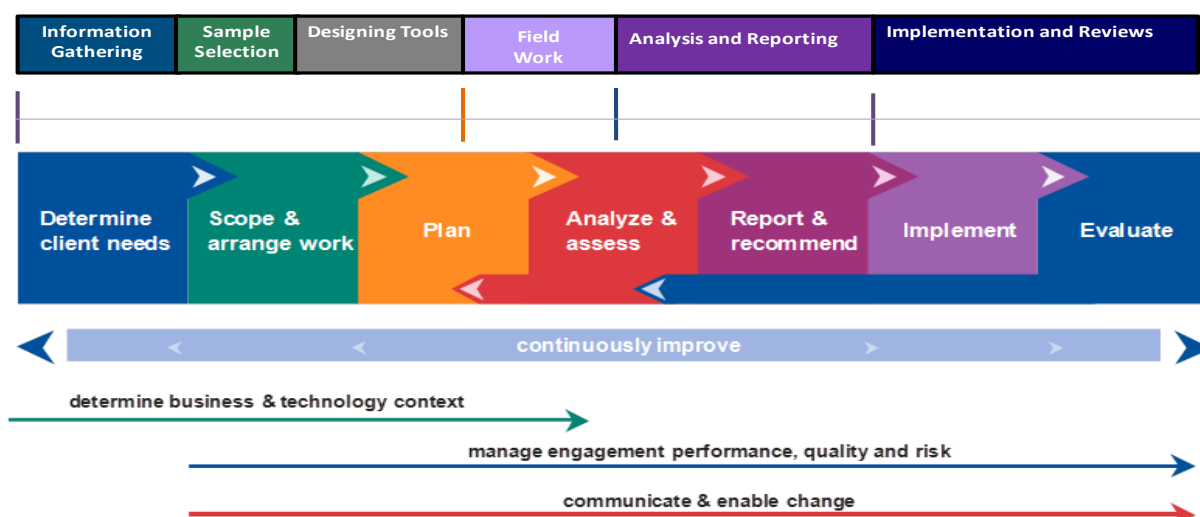 Information
Gathering
Sample
Selection
Designing Tools
Field
Work
Analysis and Reporting
Implementation and Reviews
Determine
client needs
Scope &
arrange work
Plan
Analyze &
assess
Report &
recommend
Implement
Evaluate
continuously improve
determine business & technology context
manage engagement performance, quality and risk
communicate & enable change